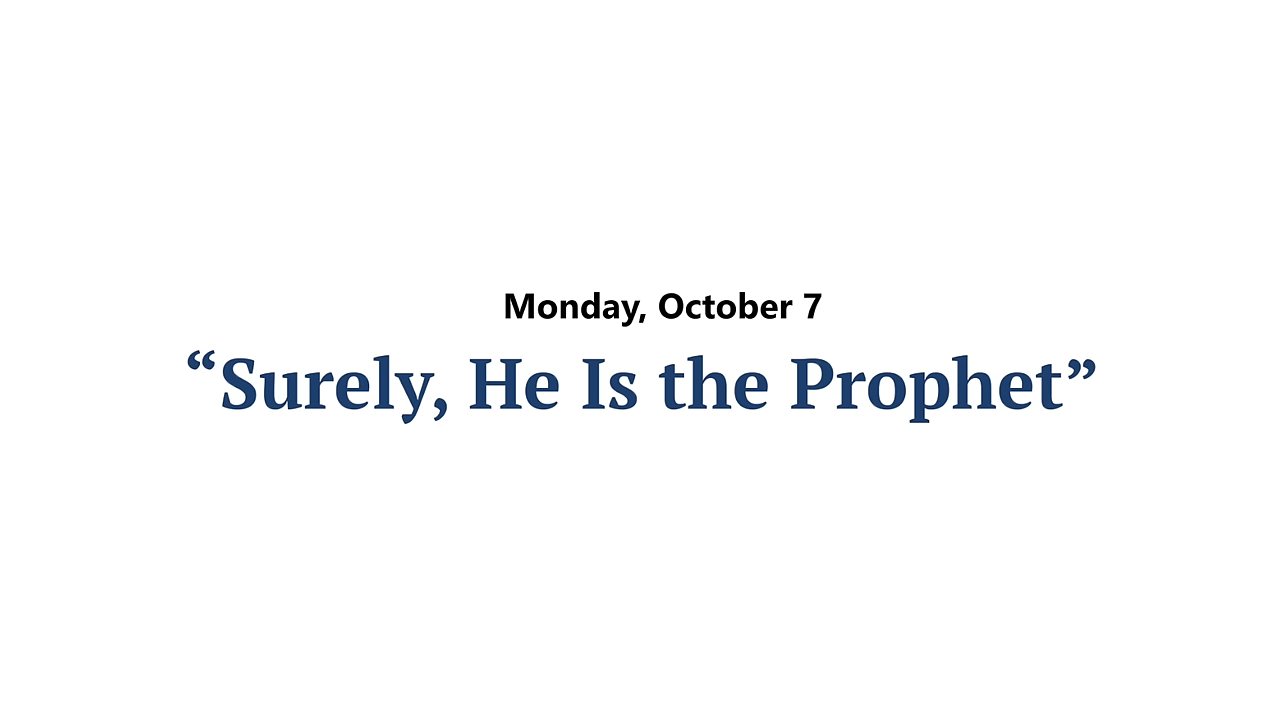 Monday, October 7
“Surely, He Is the Prophet”